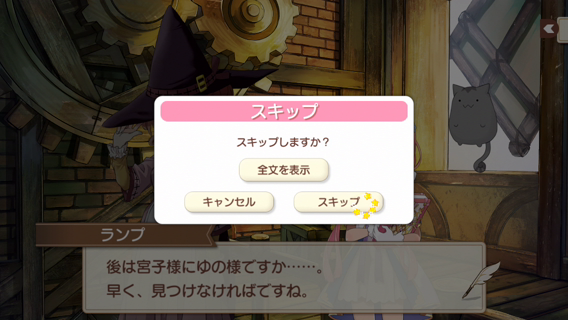 スキップ
スキップしますか？
全文を表示
キャンセル
スキップ
ランプ
後は宮子様にゆの様ですか……。
早く、見つけなければですね。